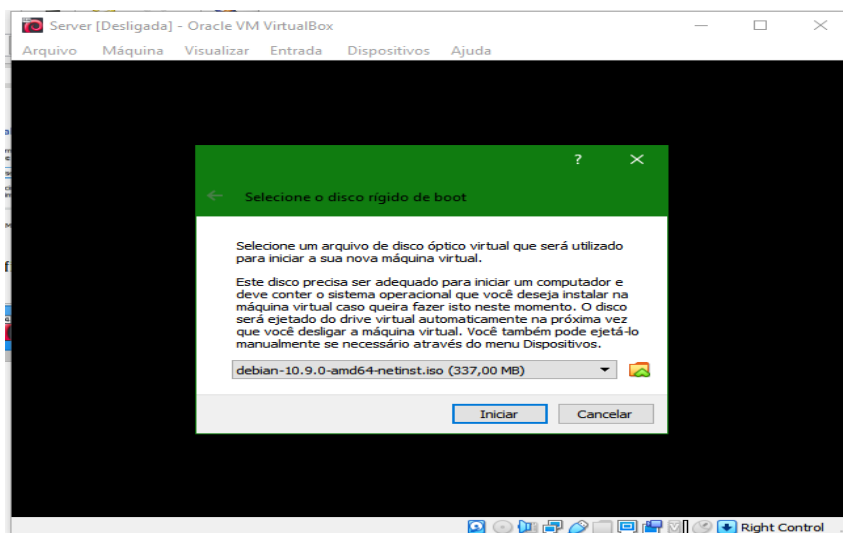 Server [Desligada] - Oracle VM VirtualBox
Arquivo Máquina Visualizar Entrada Dispositivos Ajuda
?
Selecione o disco rígido de boot
Selecione um arquivo de disco óptico virtual que será utilizado
para iniciar a sua nova máquina virtual.
Este disco precisa ser adequado para iniciar um computador e
deve conter o sistema operacional que você deseja instalar na
máquina virtual caso queira fazer isto neste momento. O disco
será ejetado do drive virtual automaticamente na próxima vez
que você desligar a máquina virtual. Você também pode ejetá-lo
manualmente se necessário através do menu Dispositivos.
debian-10.9.0-amd64-netinst.iso (337,00 MB)
Iniciar Cancelar
Right Control